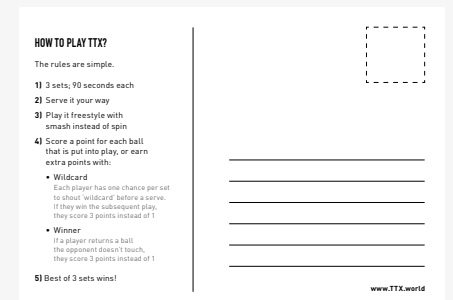 HOW TO PLAY TTX?
The rules are simple.
1) 3 sets; 90 seconds each
2) Serve it your way
3) Play it freestyle with
smash instead of spin
4) Score a point for each ball
that is put into play, or earn
extra points with:
• Wildcard
Each player has one chance per set
to shout 'wildcard' before a serve.
If they win the subsequent play,
they score 3 points instead of 1
• Winner
If a player returns a ball
the opponent doesn't touch,
they score 3 points instead of 1
5) Best of 3 sets wins!
www.TTX.world